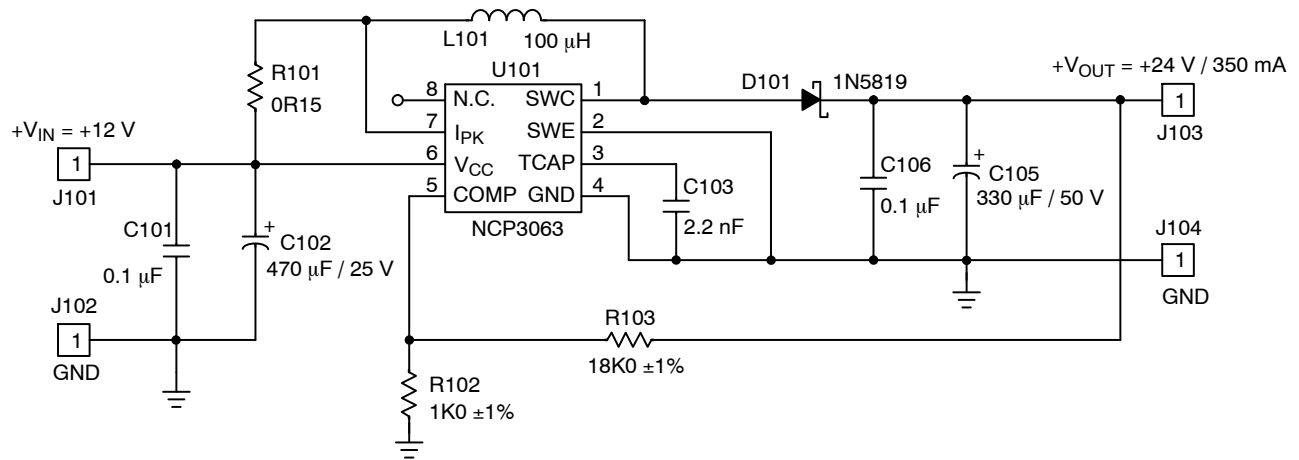 L101
100 μH
R101
0R15
U101
8
N.C.
SWC
1
7
IPK
SWE
2
6
VCC
TCAP
3
5
COMP
GND
4
NCP3063
D101
1N5819
+VOUT = +24 V / 350 mA
1
J103
+VIN = +12 V
1
J101
C101
0.1 μF
+
C102
470 μF / 25 V
C103
2.2 nF
C106
0.1 μF
+
C105
330 μF / 50 V
J104
1
GND
J102
1
GND
R103
18K0 ±1%
R102
1K0 ±1%